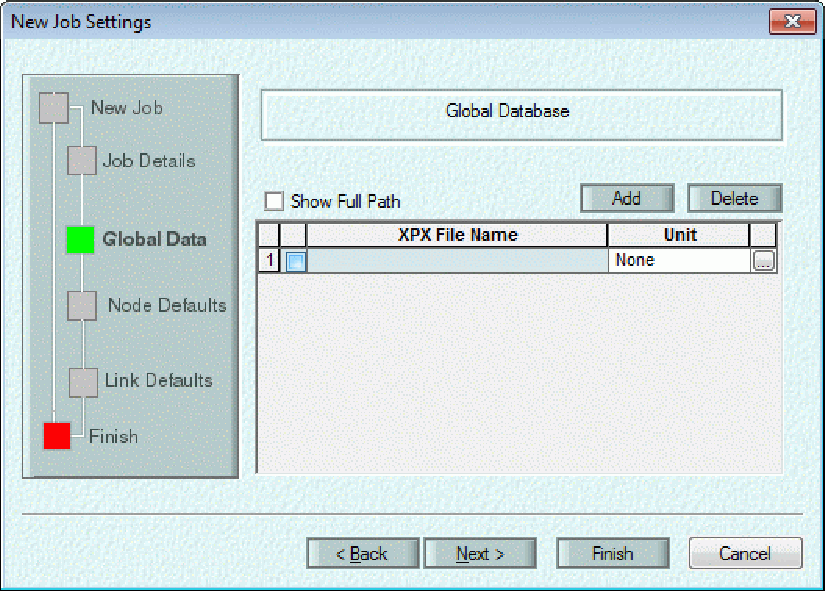 New Job Settings
New Job
Job Details
Global Data
Node Defaults
Link Defaults
Finish
Global Database
Show Full Path
Add
Delete
XPX File Name
Unit
1
None
...
< Back
Next >
Finish
Cancel